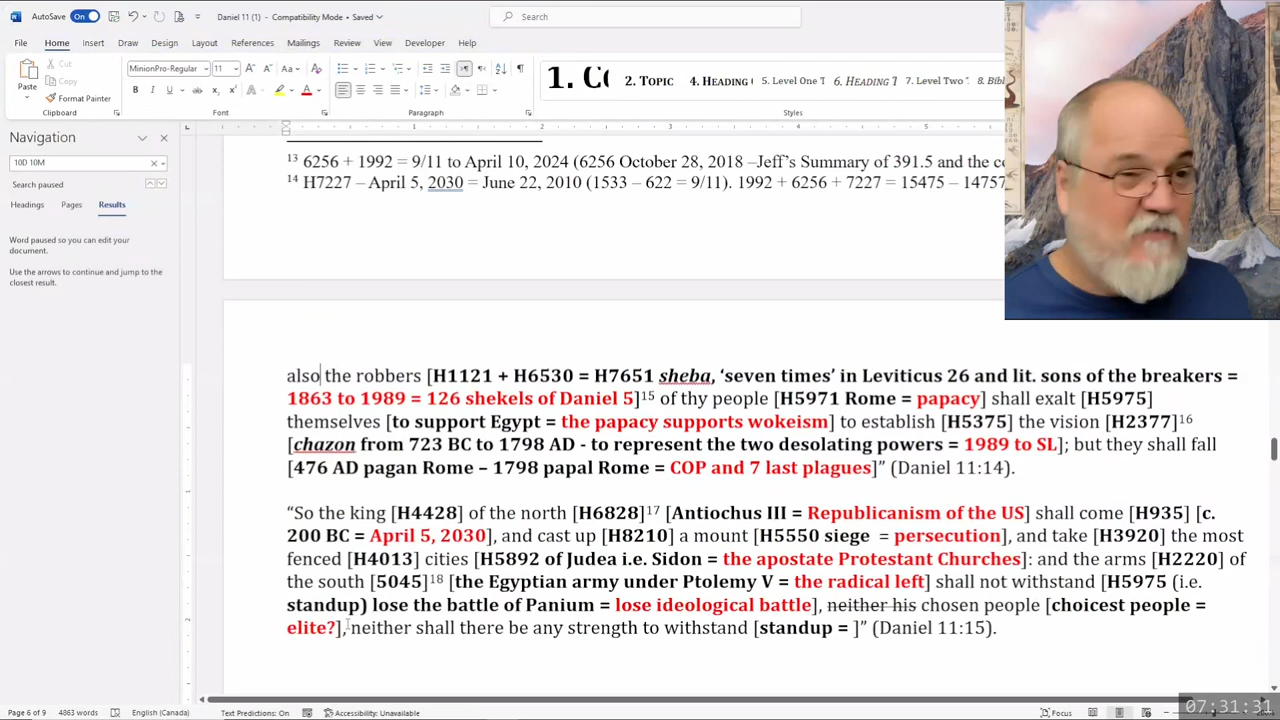 AutoSave On Daniel 11 (1) - Compatibility Mode • Saved Search
File Home Insert Draw Design Layout References Mailings Review View Developer Help
Paste Cut Copy Format Painter
MinionPro-Regular 11
1. Co 2. Topic 4. Heading 5. Level One T 6. Heading T 7. Level Two 8. Bibl
Clipboard Font Paragraph Styles
Navigation
10D 10M
Search paused
Headings Pages Results
Word paused so you can edit your
document.
Use the arrows to continue and jump to the
closest result.
13 6256 + 1992 = 9/11 to April 10, 2024 (6256 October 28, 2018 –Jeff’s Summary of 391.5 and the co
14 H7227 – April 5, 2030 = June 22, 2010 (1533 – 622 = 9/11). 1992 + 6256 + 7227 = 15475 – 14757
also the robbers [H1121 + H6530 = H7651 sheba, ‘seven times’ in Leviticus 26 and lit. sons of the breakers =
1863 to 1989 = 126 shekels of Daniel 5]15 of thy people [H5971 Rome = papacy] shall exalt [H5975]
themselves [to support Egypt = the papacy supports wokeism] to establish [H5375] the vision [H2377]16
[chazon from 723 BC to 1798 AD - to represent the two desolating powers = 1989 to SL]; but they shall fall
[476 AD pagan Rome – 1798 papal Rome = COP and 7 last plagues]” (Daniel 11:14).
“So the king [H4428] of the north [H6828]17 [Antiochus III = Republicanism of the US] shall come [H935] [c.
200 BC = April 5, 2030], and cast up [H8210] a mount [H5550 siege = persecution], and take [H3920] the most
fenced [H4013] cities [H5892 of Judea i.e. Sidon = the apostate Protestant Churches]: and the arms [H2220] of
the south [5045]18 [the Egyptian army under Ptolemy V = the radical left] shall not withstand [H5975 (i.e.
standup) lose the battle of Panium = lose ideological battle], neither his chosen people [choicest people =
elite?], neither shall there be any strength to withstand [standup = ]” (Daniel 11:15).
Page 6 of 9 4863 words English (Canada) Text Predictions: On Accessibility: Unavailable Focus
07:31:31